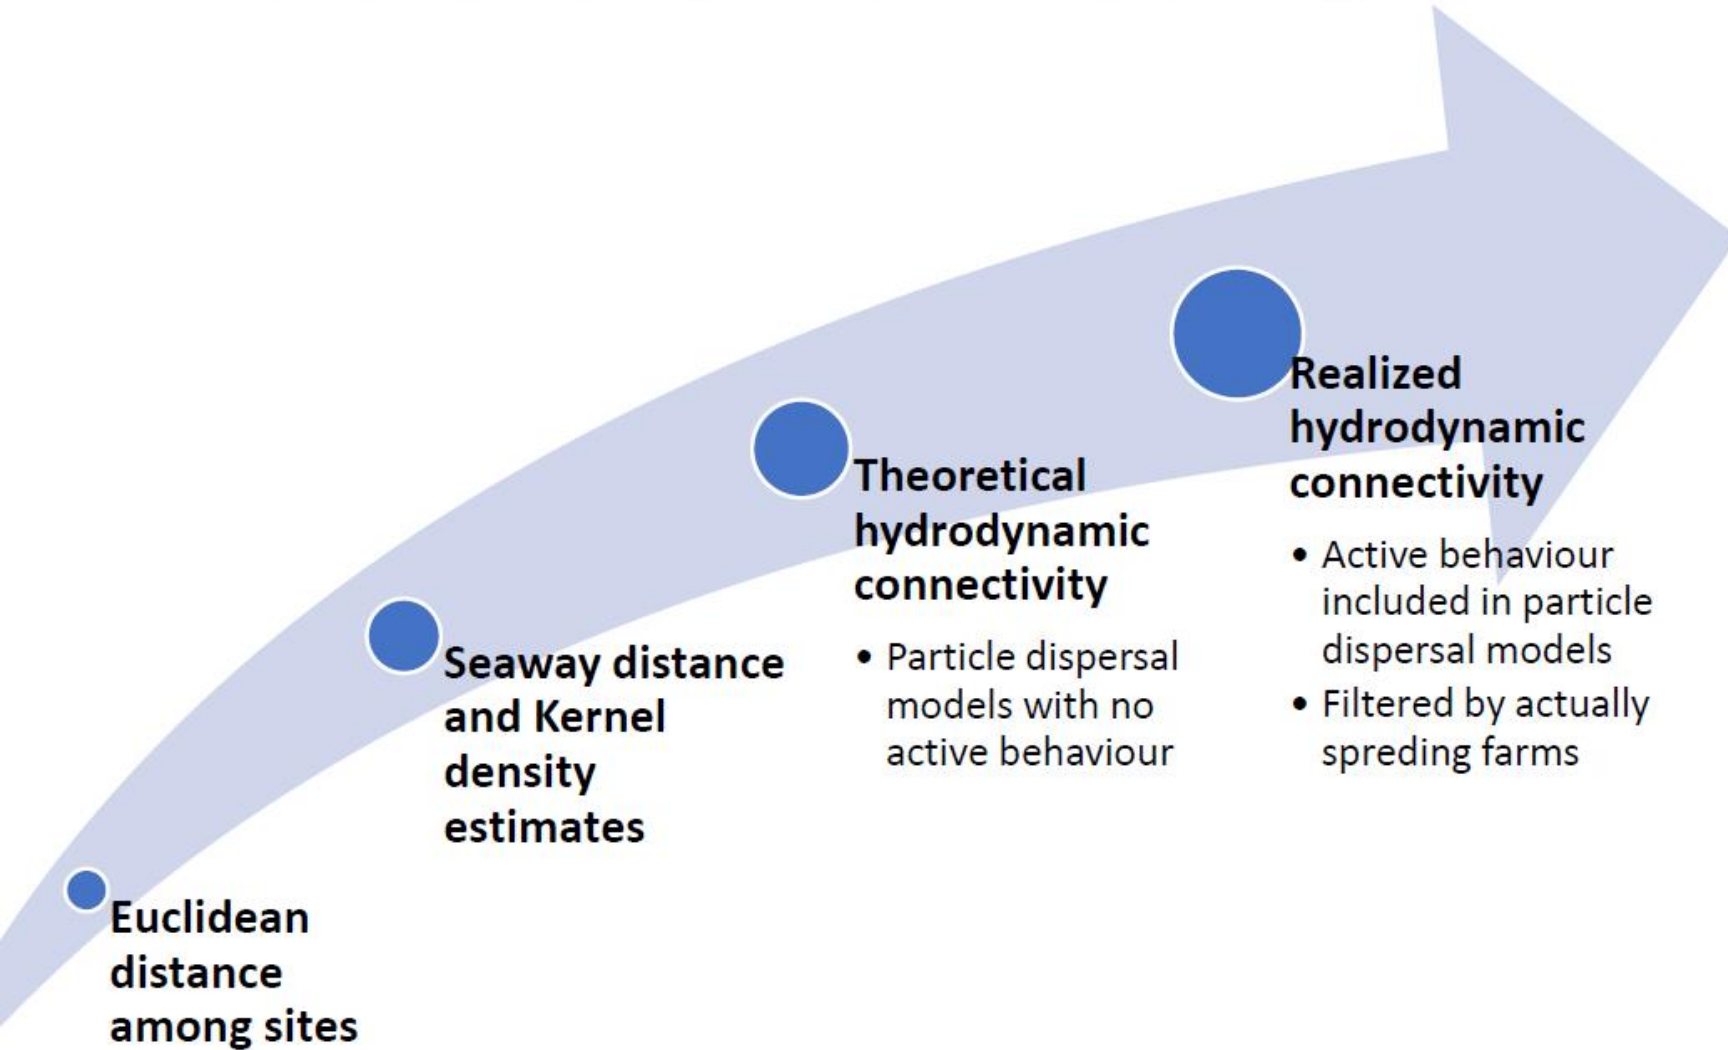 Euclidean
distance
among sites
Seaway distance
and Kernel
density
estimates
Theoretical
hydrodynamic
connectivity
• Particle dispersal
models with no
active behaviour
Realized
hydrodynamic
connectivity
• Active behaviour
included in particle
dispersal models
• Filtered by actually
spreding farms